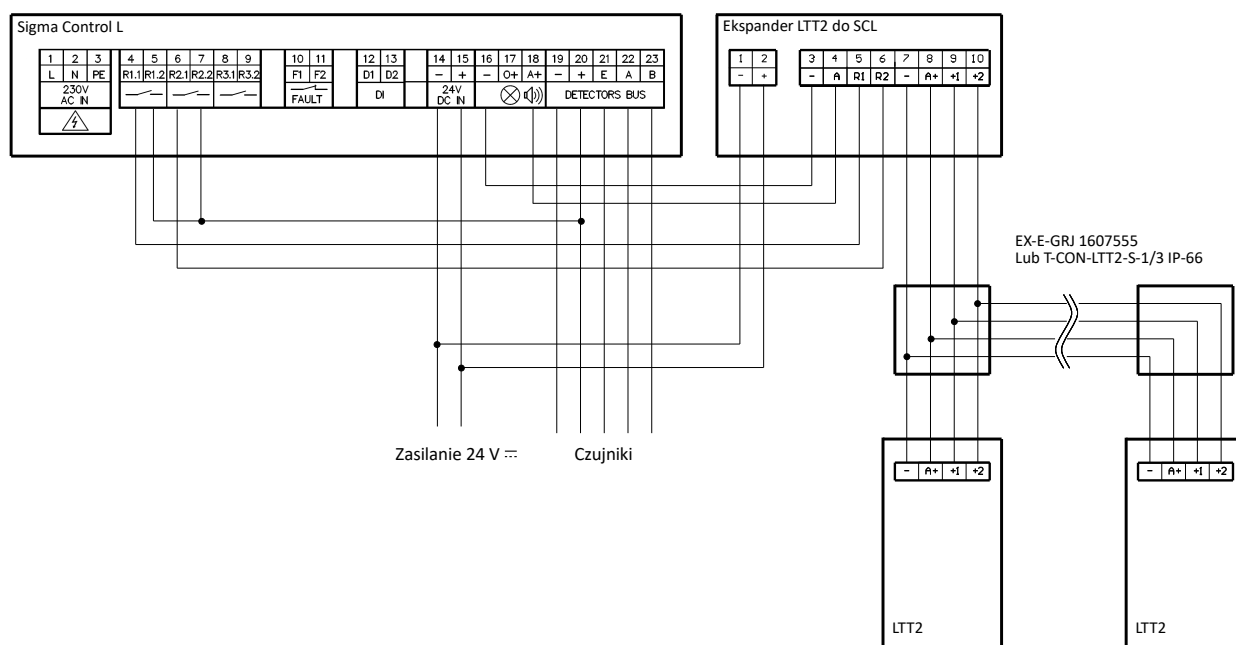 Sigma Control L
1 2 3 4 5 6 7 8 9 10 11 12 13 14 15 16 17 18 19 20 21 22 23
L N PE R1.1 R1.2 R2.1 R2.2 R3.1 R3.2 F1 F2 D1 D2 - + - O+ A+ - + E A B
230V
AC IN
FAULT
DI
24V
DC IN
DETECTORS BUS
Ekspander LTT2 do SCL
1 2 3 4 5 6 7 8 9 10
- + - A R1 R2 - A+ +1 +2
EX-E-GRJ 1607555
Lub T-CON-LTT2-S-1/3 IP-66
Zasilanie 24 V ⎓
Czujniki
- A+ +1 +2
LTT2
- A+ +1 +2
LTT2